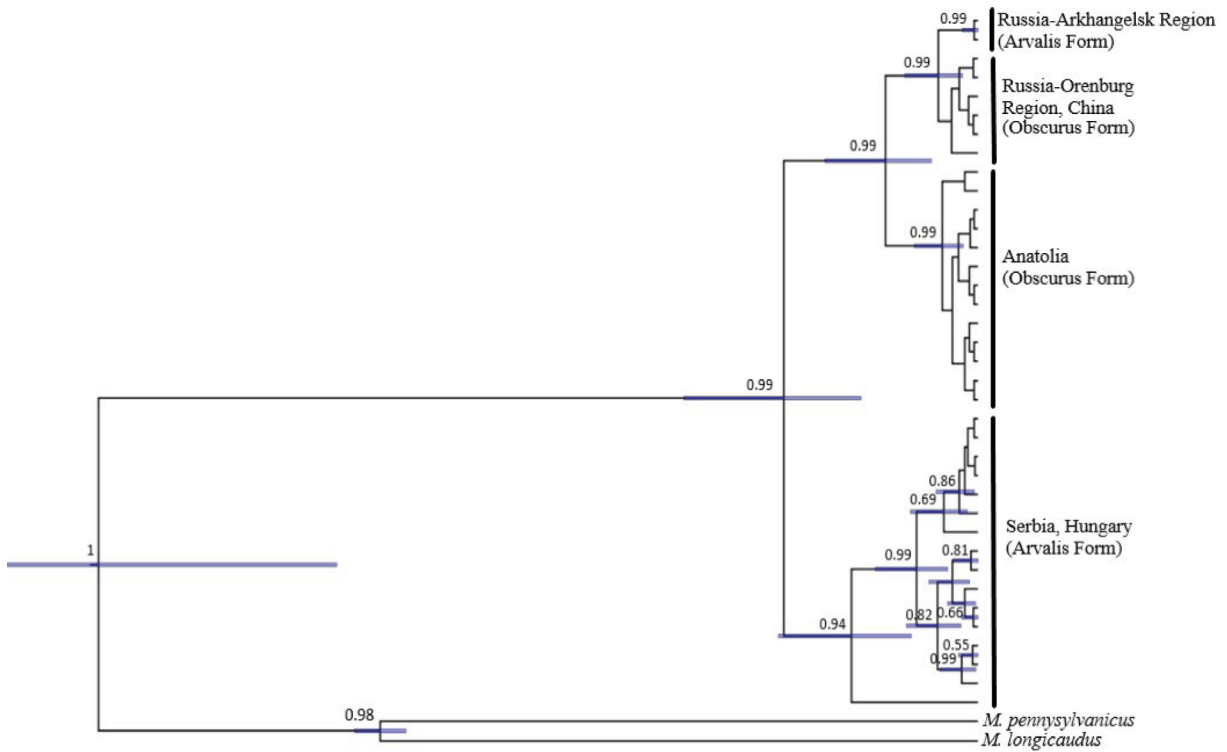 0.99
Russia-Arkhangelsk Region
(Arvalis Form)
0.99
Russia-Orenburg
Region, China
(Obscurus Form)
0.99
0.99
Anatolia
(Obscurus Form)
0.99
0.86
0.69
Serbia, Hungary
(Arvalis Form)
1
0.99
0.81
0.82
0.66
0.94
0.55
0.99
0.98
M. pennysylvanicus
M. longicaudus